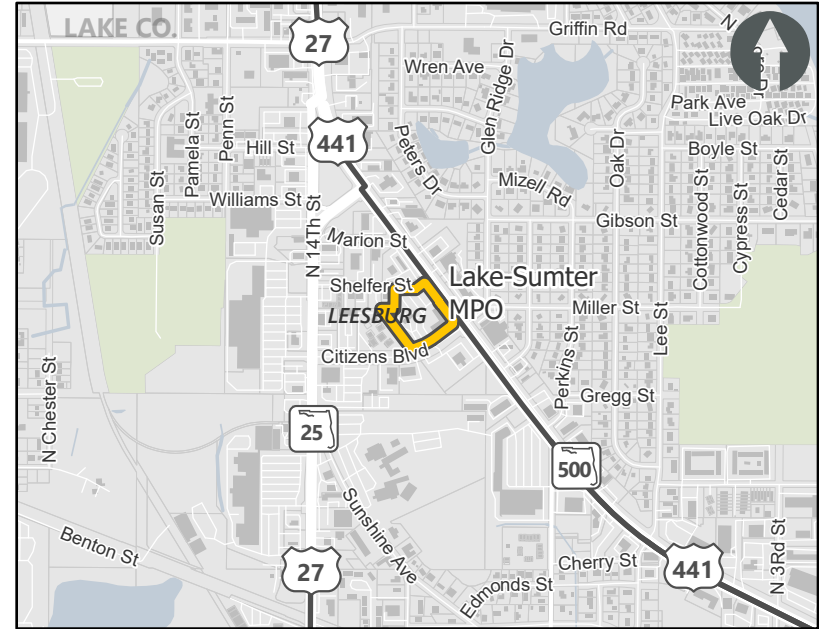 LAKE CO.
27
Griffin Rd
Wren Ave
Glen Ridge Dr
Park Ave
Live Oak Dr
441
Hill St
Penn St
Pamela St
Susan St
Peters Dr
Oak Dr
Boyle St
Mizell Rd
Cottonwood St
Cypress St
Cedar St
Williams St
N 14Th St
Gibson St
Marion St
Shelfer St
Lake-Sumter
MPO
LEESBURG
Miller St
Lee St
Citizens Blvd
Perkins St
N Chester St
Gregg St
25
500
Sunshine Ave
Benton St
27
Edmonds St
Cherry St
441
N 3Rd St